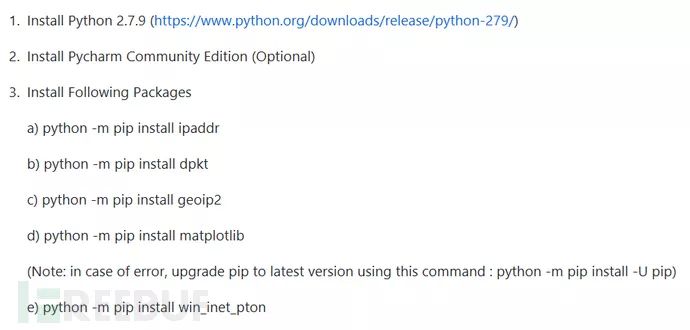 1. Install Python 2.7.9 (https://www.python.org/downloads/release/python-279/)
2. Install Pycharm Community Edition (Optional)
3. Install Following Packages
a) python -m pip install ipaddr
b) python -m pip install dpkt
c) python -m pip install geoip2
d) python -m pip install matplotlib
(Note: in case of error, upgrade pip to latest version using this command : python -m pip install -U pip)
e) python -m pip install win_inet_pton